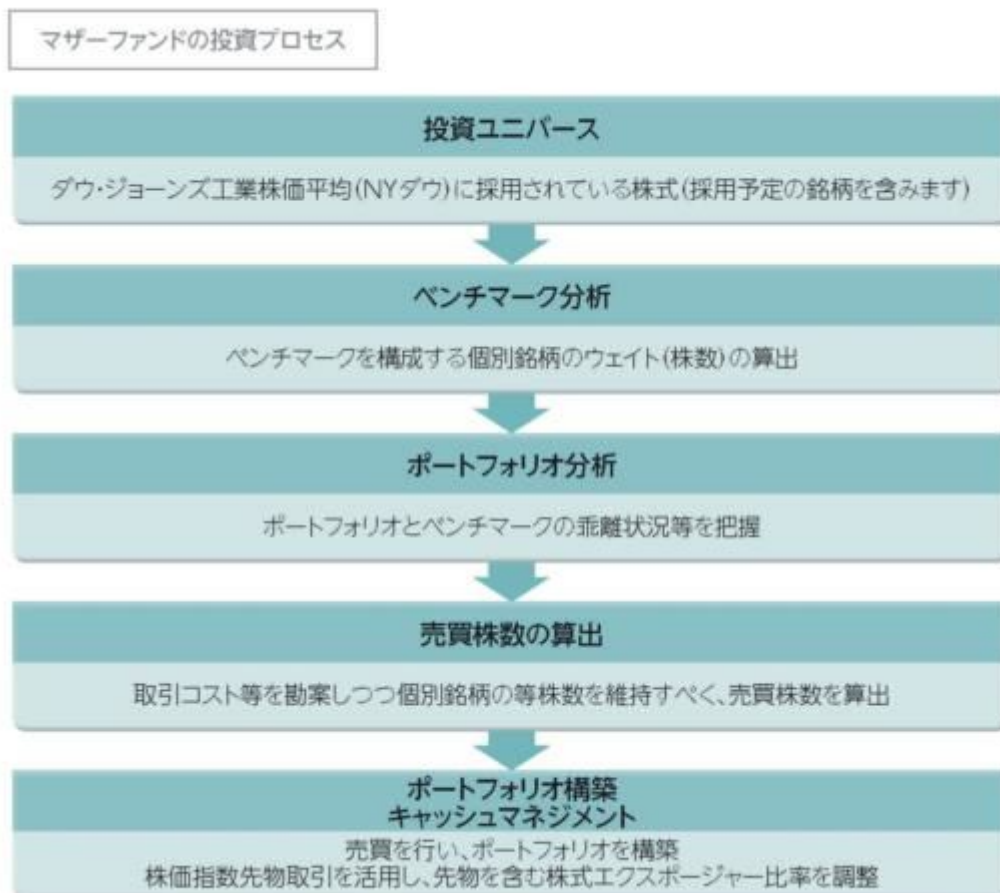 マザーファンドの投資プロセス
投資ユニバース
ダウ・ジョーンズ工業株価平均(NYダウ)に採用されている株式(採用予定の銘柄を含みます)
ベンチマーク分析
ベンチマークを構成する個別銘柄のウェイト(株数)の算出
ポートフォリオ分析
ポートフォリオとベンチマークの乖離状況等を把握
売買株数の算出
取引コスト等を勘案しつつ個別銘柄の等株数を維持すべく、売買株数を算出
ポートフォリオ構築
キャッシュマネジメント
売買を行い、ポートフォリオを構築
株価指数先物取引を活用し、先物を含む株式エクスポージャー比率を調整